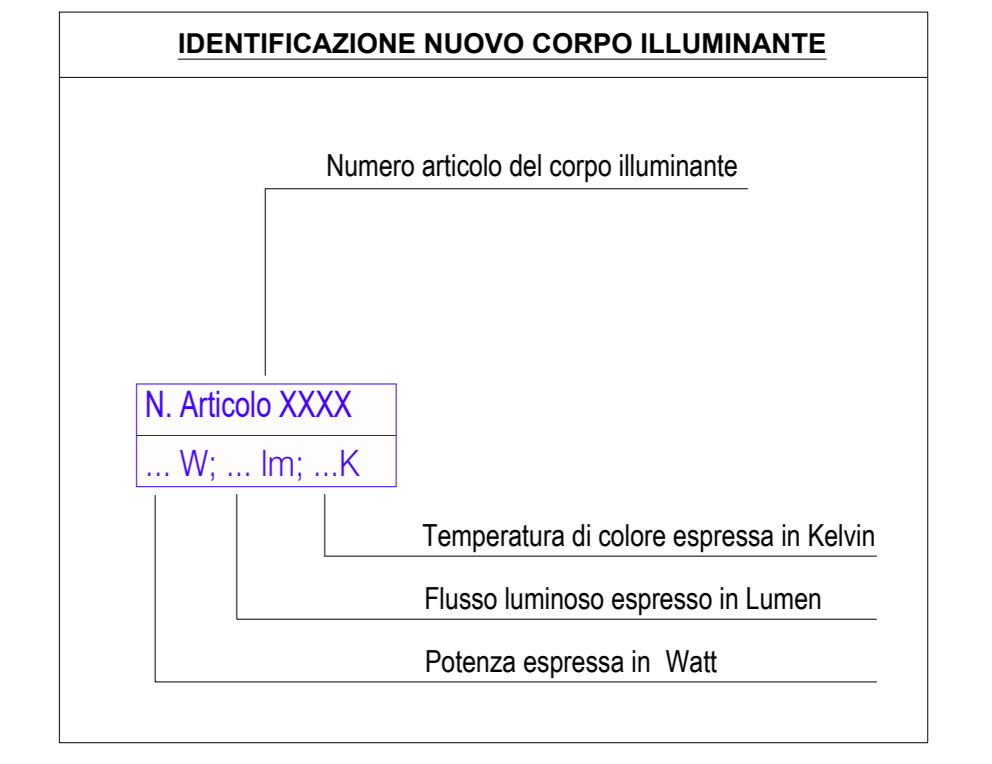 IDENTIFICAZIONE NUOVO CORPO ILLUMINANTE
Numero articolo del corpo illuminante
N. Articolo XXXX
... W; ... lm; ...K
Temperatura di colore espressa in Kelvin
Flusso luminoso espresso in Lumen
Potenza espressa in Watt